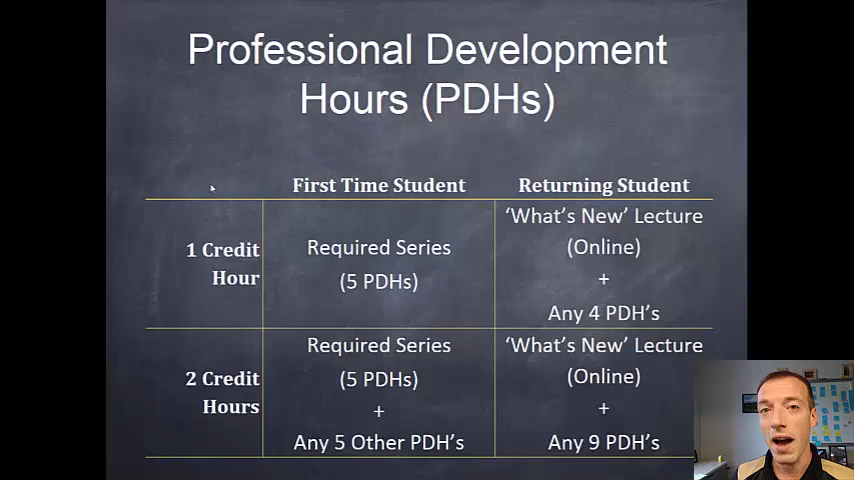 Professional Development
Hours (PDHs)
First Time Student
Returning Student
1 Credit
Hour
Required Series
(5 PDHs)
‘What’s New’ Lecture
(Online)
+
Any 4 PDH’s
2 Credit
Hours
Required Series
(5 PDHs)
+
Any 5 Other PDH’s
‘What’s New’ Lecture
(Online)
+
Any 9 PDH’s